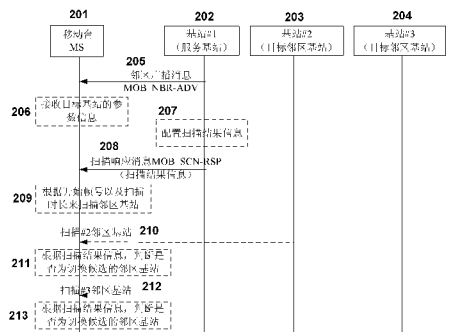 201
202
203
204
移动台
MS
基站#1
(服务基站)
基站#2
(目标邻区基站)
基站#3
(目标邻区基站)
205
邻区广播消息
MOB_NBR-ADV
206
接收目标基站的参
数信息
207
配置扫描结果信息
208
扫描响应消息MOB_SCN-RSP
(扫描结果信息)
209
根据开始帧号以及扫描
时长来扫描邻区基站
扫描#2邻区基站
210
211
根据扫描结果信息,判断是
否为切换候选的邻区基站
212
扫描#3邻区基站
213
根据扫描结果信息,判断是
否为切换候选的邻区基站